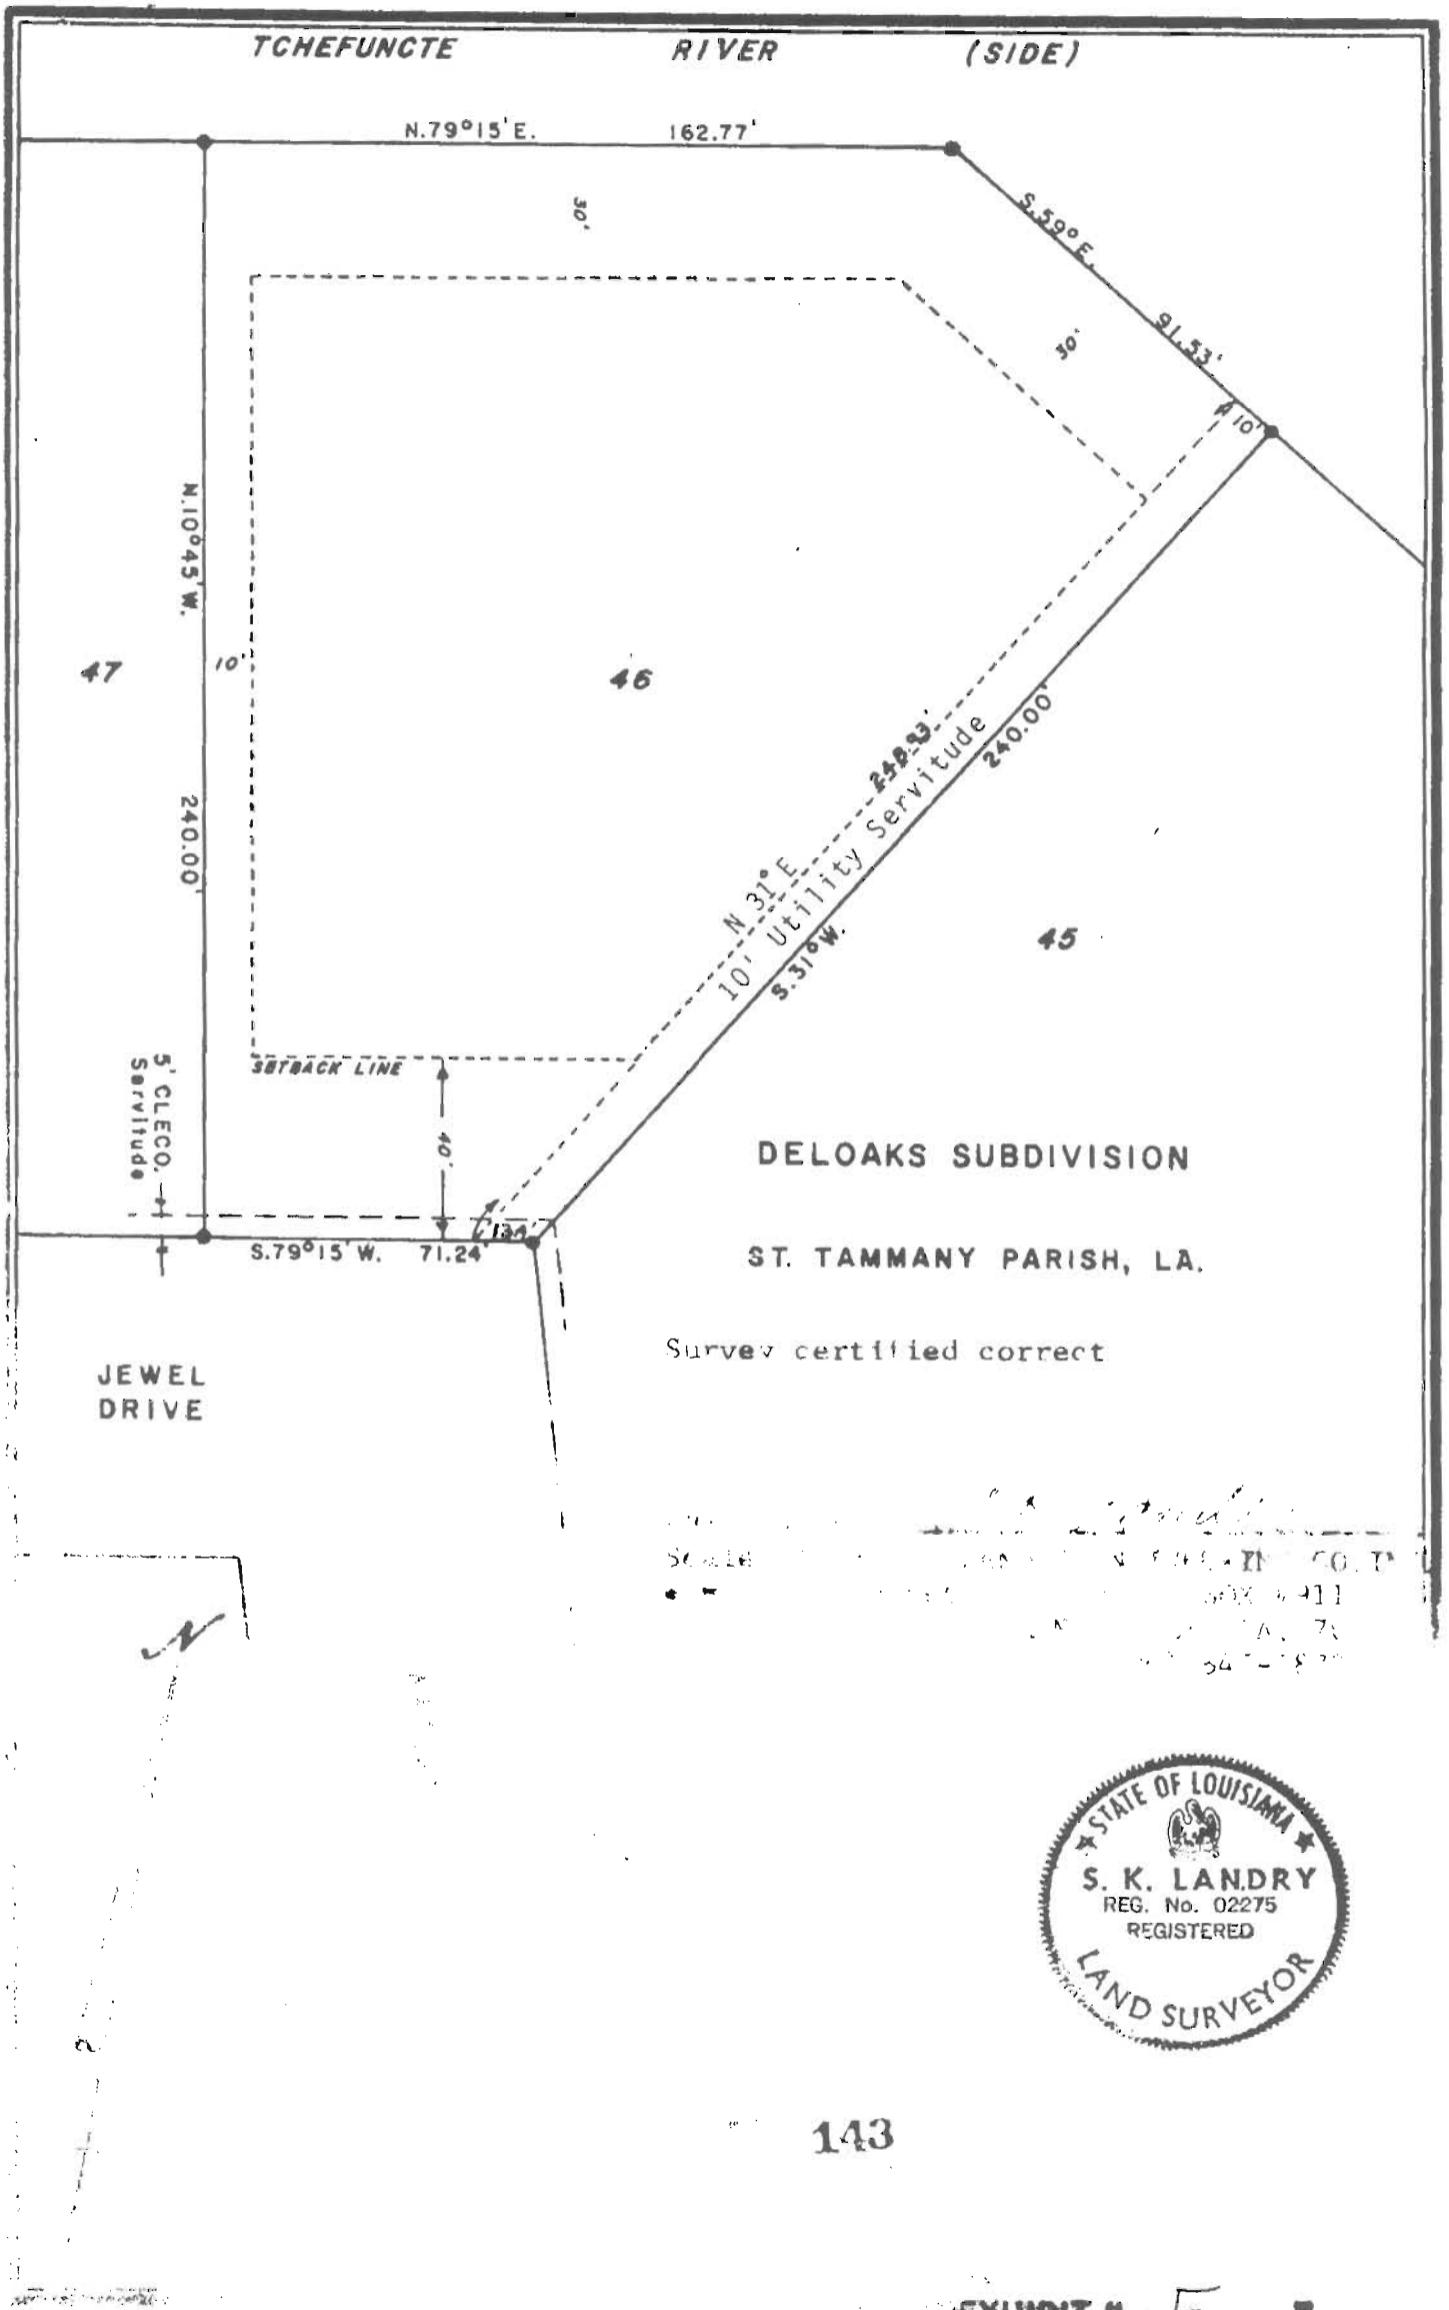 TCHEFUNCTE RIVER (SIDE)
N.79°15'E. 162.77'
S.59°E. 91.53'
30'
30'
10'
N.10°45'W. 240.00'
47
10'
46
240.00'
N 31° E
10' Utility Servitude
S.31°W.
45
SETBACK LINE
40'
5' CLECO.
Servitude
S.79°15'W. 71.24'
DELOAKS SUBDIVISION
ST. TAMMANY PARISH, LA.
Survey certified correct
JEWEL
DRIVE
Scale
N
STATE OF LOUISIANA
S. K. LANDRY
REG. No. 02275
REGISTERED
LAND SURVEYOR
143
EXHIBIT